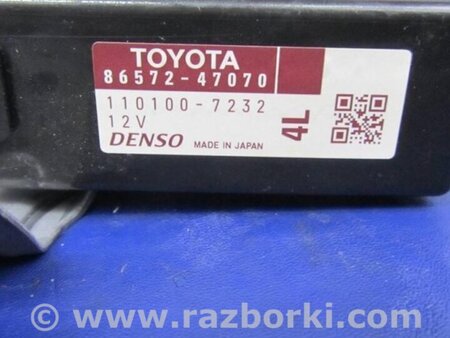 TOYOTA
86572-47070
110100-7232
12V
4L
DENSO MADE IN JAPAN
© www.razborki.com